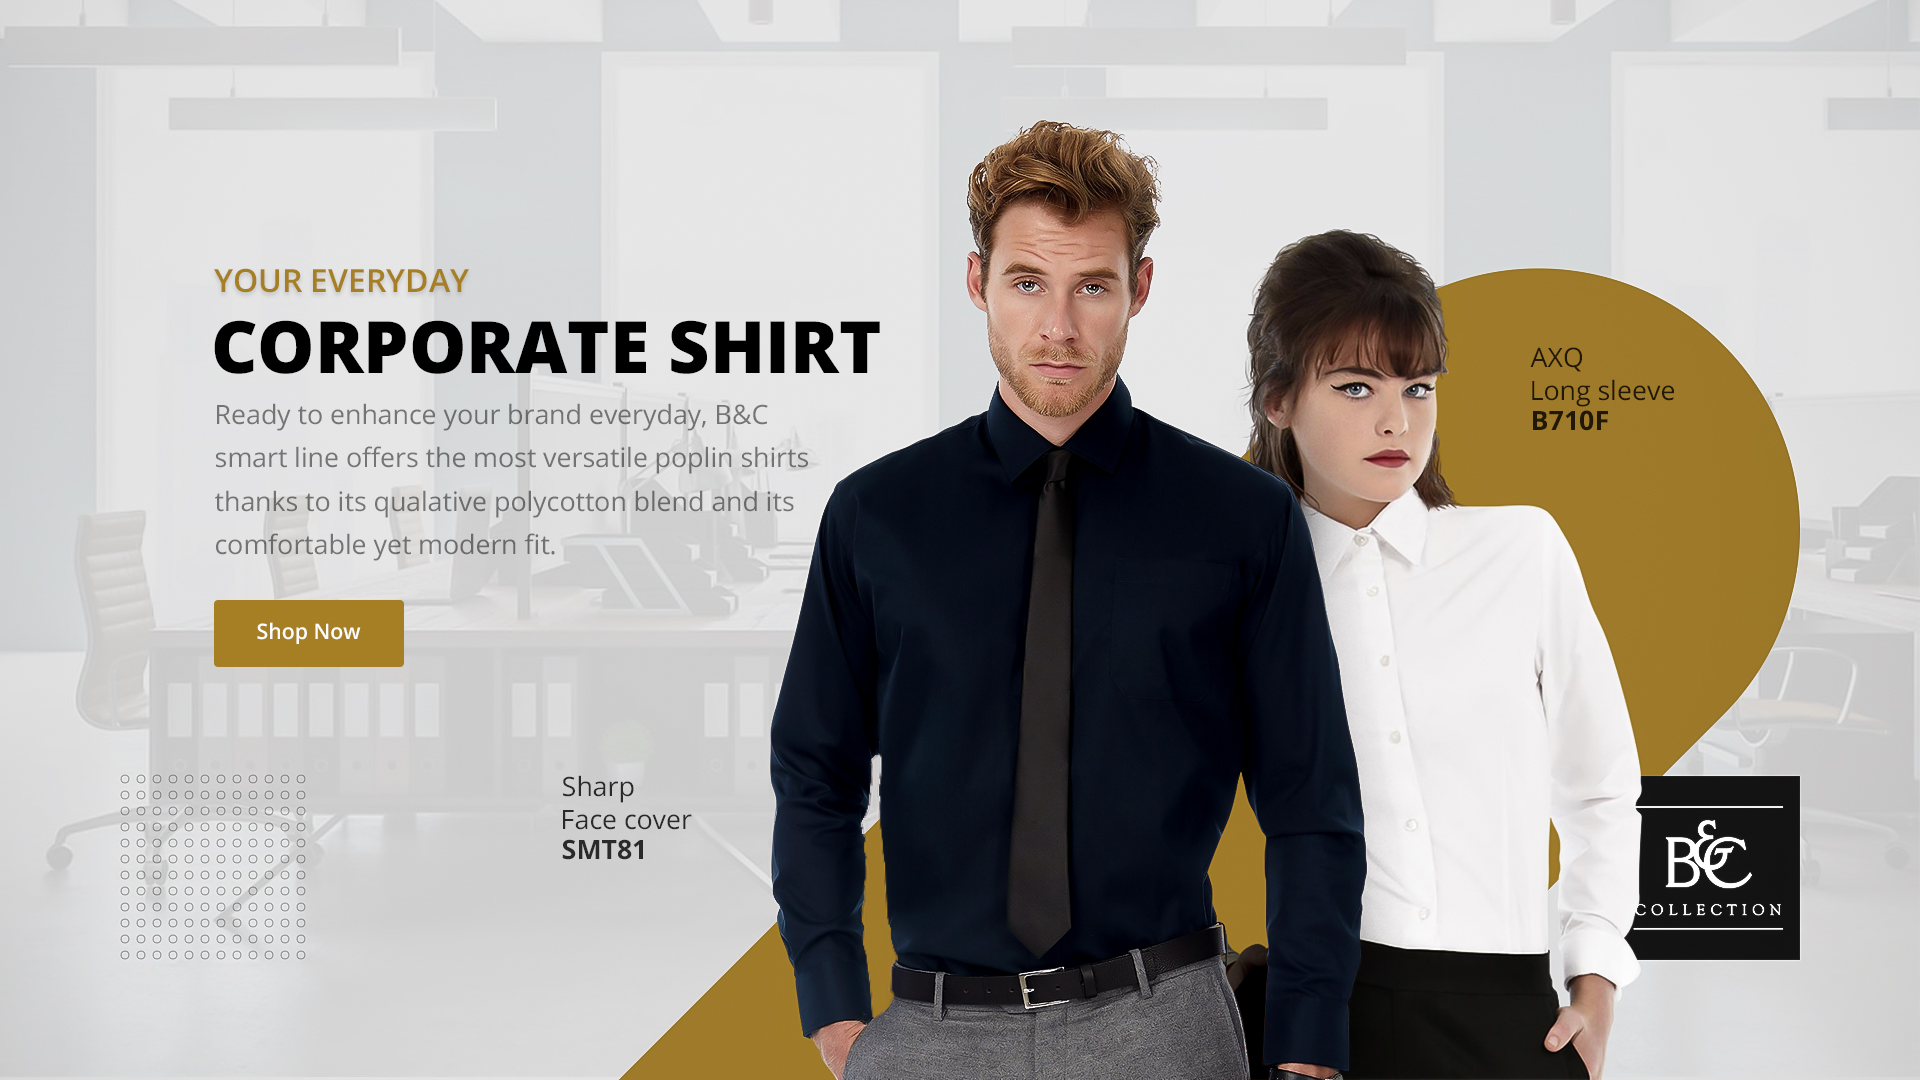 YOUR EVERYDAY
CORPORATE SHIRT
Ready to enhance your brand everyday, B&C
smart line offers the most versatile poplin shirts
thanks to its qualative polycotton blend and its
comfortable yet modern fit.
Shop Now
AXQ
Long sleeve
B710F
Sharp
Face cover
SMT81
B&C
COLLECTION